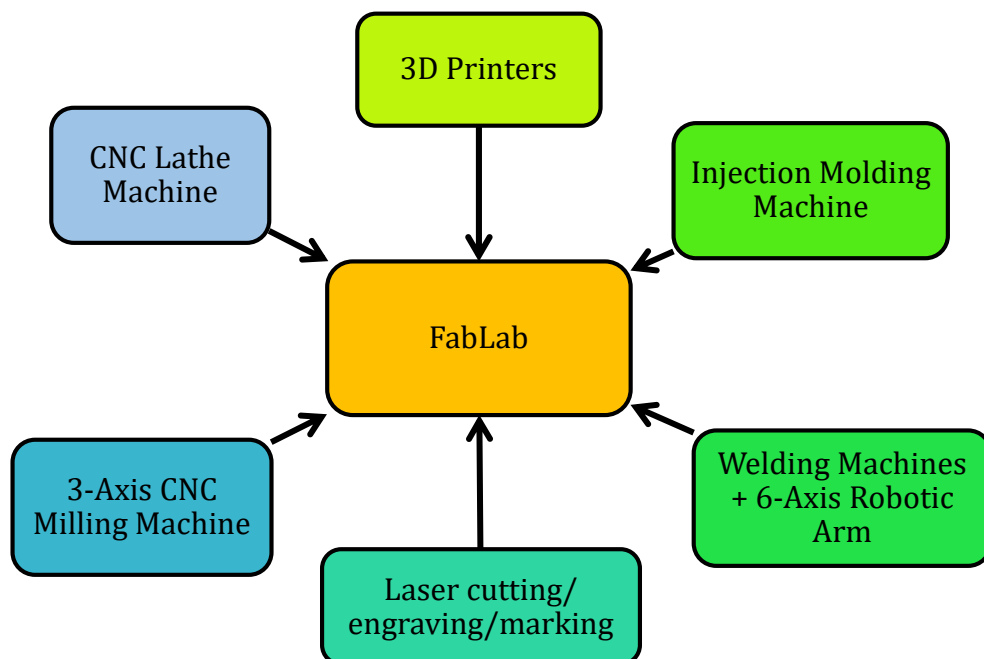 3D Printers
CNC Lathe
Machine
Injection Molding
Machine
FabLab
3-Axis CNC
Milling Machine
Welding Machines
+ 6-Axis Robotic
Arm
Laser cutting/
engraving/marking